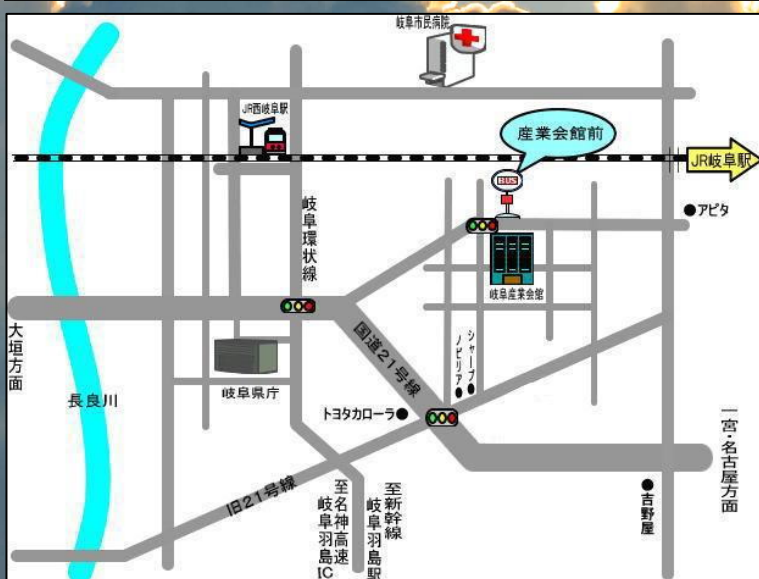 岐阜市民病院
JR西岐阜駅
産業会館前
BUS
JR岐阜駅
アピタ
岐阜環状線
岐阜産業会館
大垣方面
長良川
岐阜県庁
国道21号線
ノビリア
シャープ
トヨタカローラ
一宮・名古屋方面
旧21号線
至名神高速
岐阜羽島IC
至新幹線
岐阜羽島駅
吉野屋